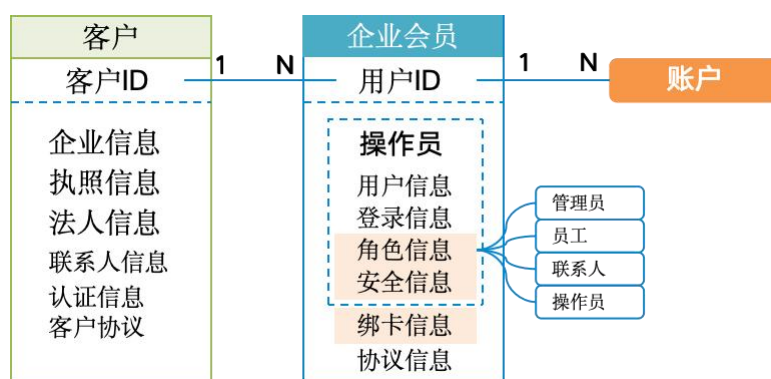 客户
客户ID
企业信息
执照信息
法人信息
联系人信息
认证信息
客户协议
1
N
企业会员
用户ID
操作员
用户信息
登录信息
角色信息
安全信息
绑卡信息
协议信息
1
N
账户
管理员
员工
联系人
操作员